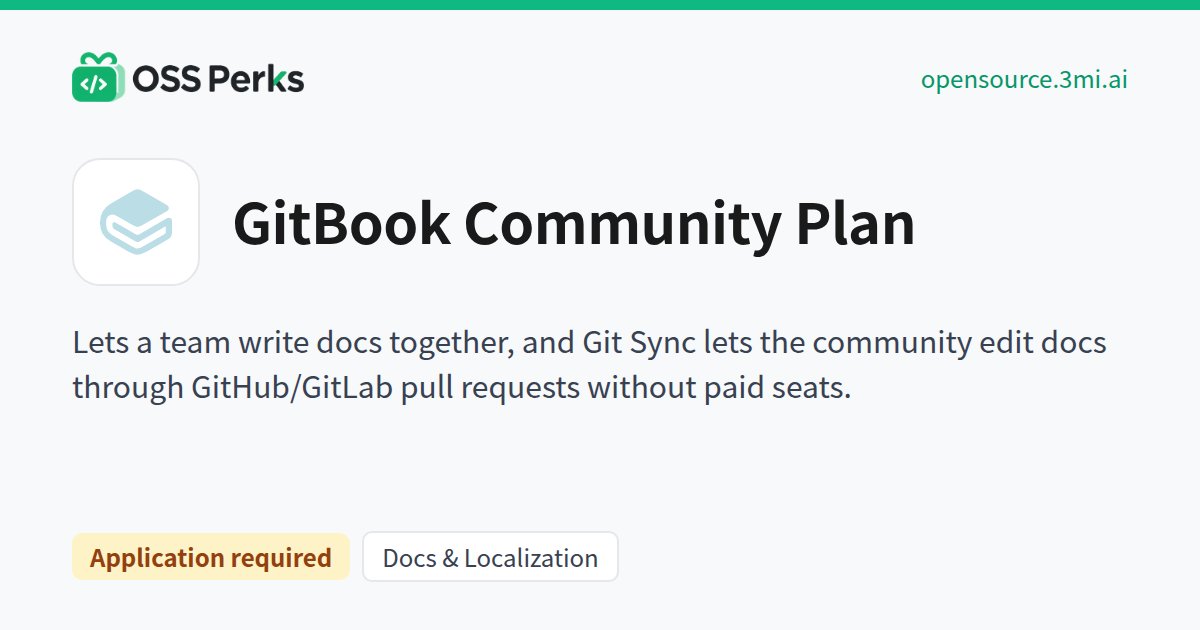 </> OSS Perks
opensource.3mi.ai
GitBook Community Plan
Lets a team write docs together, and Git Sync lets the community edit docs
through GitHub/GitLab pull requests without paid seats.
Application required
Docs & Localization